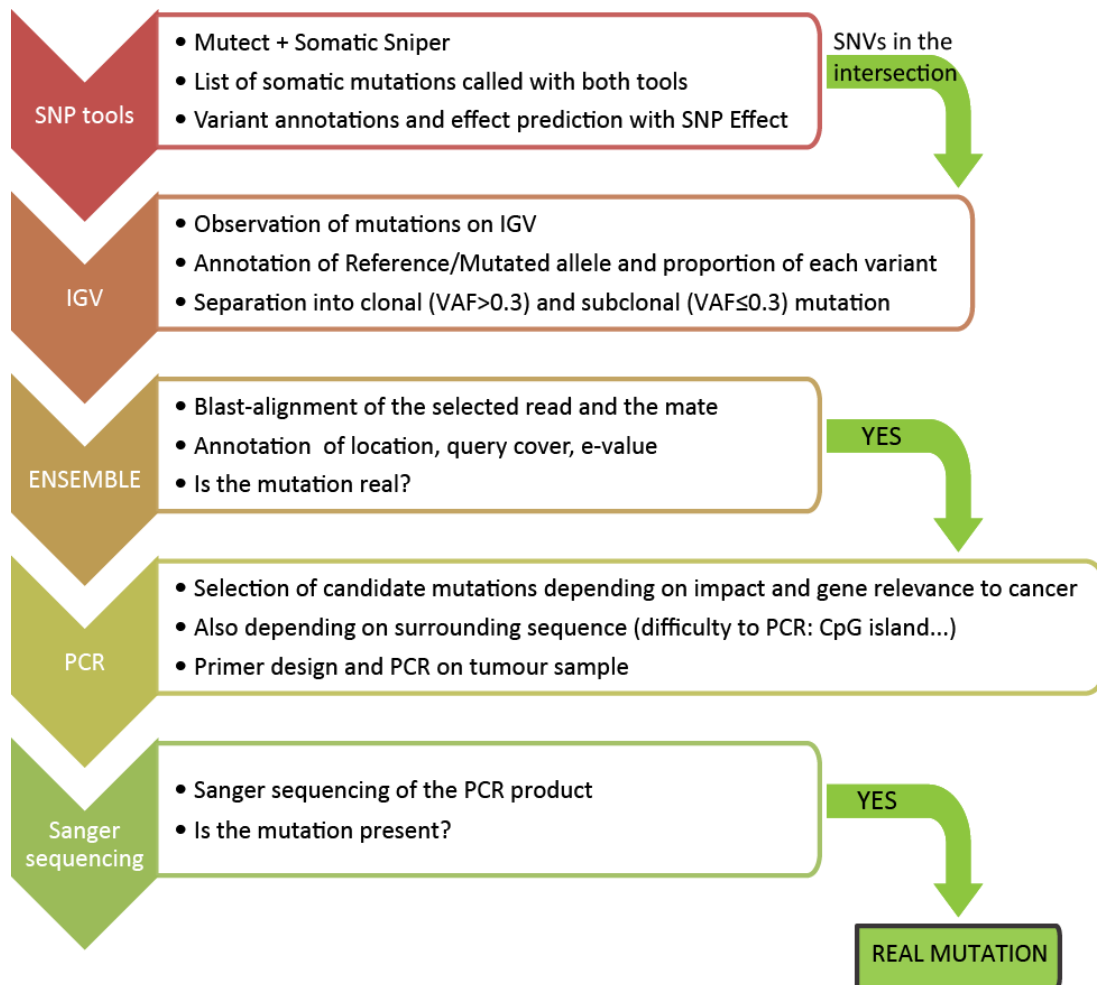 SNP tools
• Mutect + Somatic Sniper
• List of somatic mutations called with both tools
• Variant annotations and effect prediction with SNP Effect
SNVs in the
intersection
IGV
• Observation of mutations on IGV
• Annotation of Reference/Mutated allele and proportion of each variant
• Separation into clonal (VAF>0.3) and subclonal (VAF≤0.3) mutation
ENSEMBLE
• Blast-alignment of the selected read and the mate
• Annotation of location, query cover, e-value
• Is the mutation real?
YES
PCR
• Selection of candidate mutations depending on impact and gene relevance to cancer
• Also depending on surrounding sequence (difficulty to PCR: CpG island...)
• Primer design and PCR on tumour sample
Sanger
sequencing
• Sanger sequencing of the PCR product
• Is the mutation present?
YES
REAL MUTATION